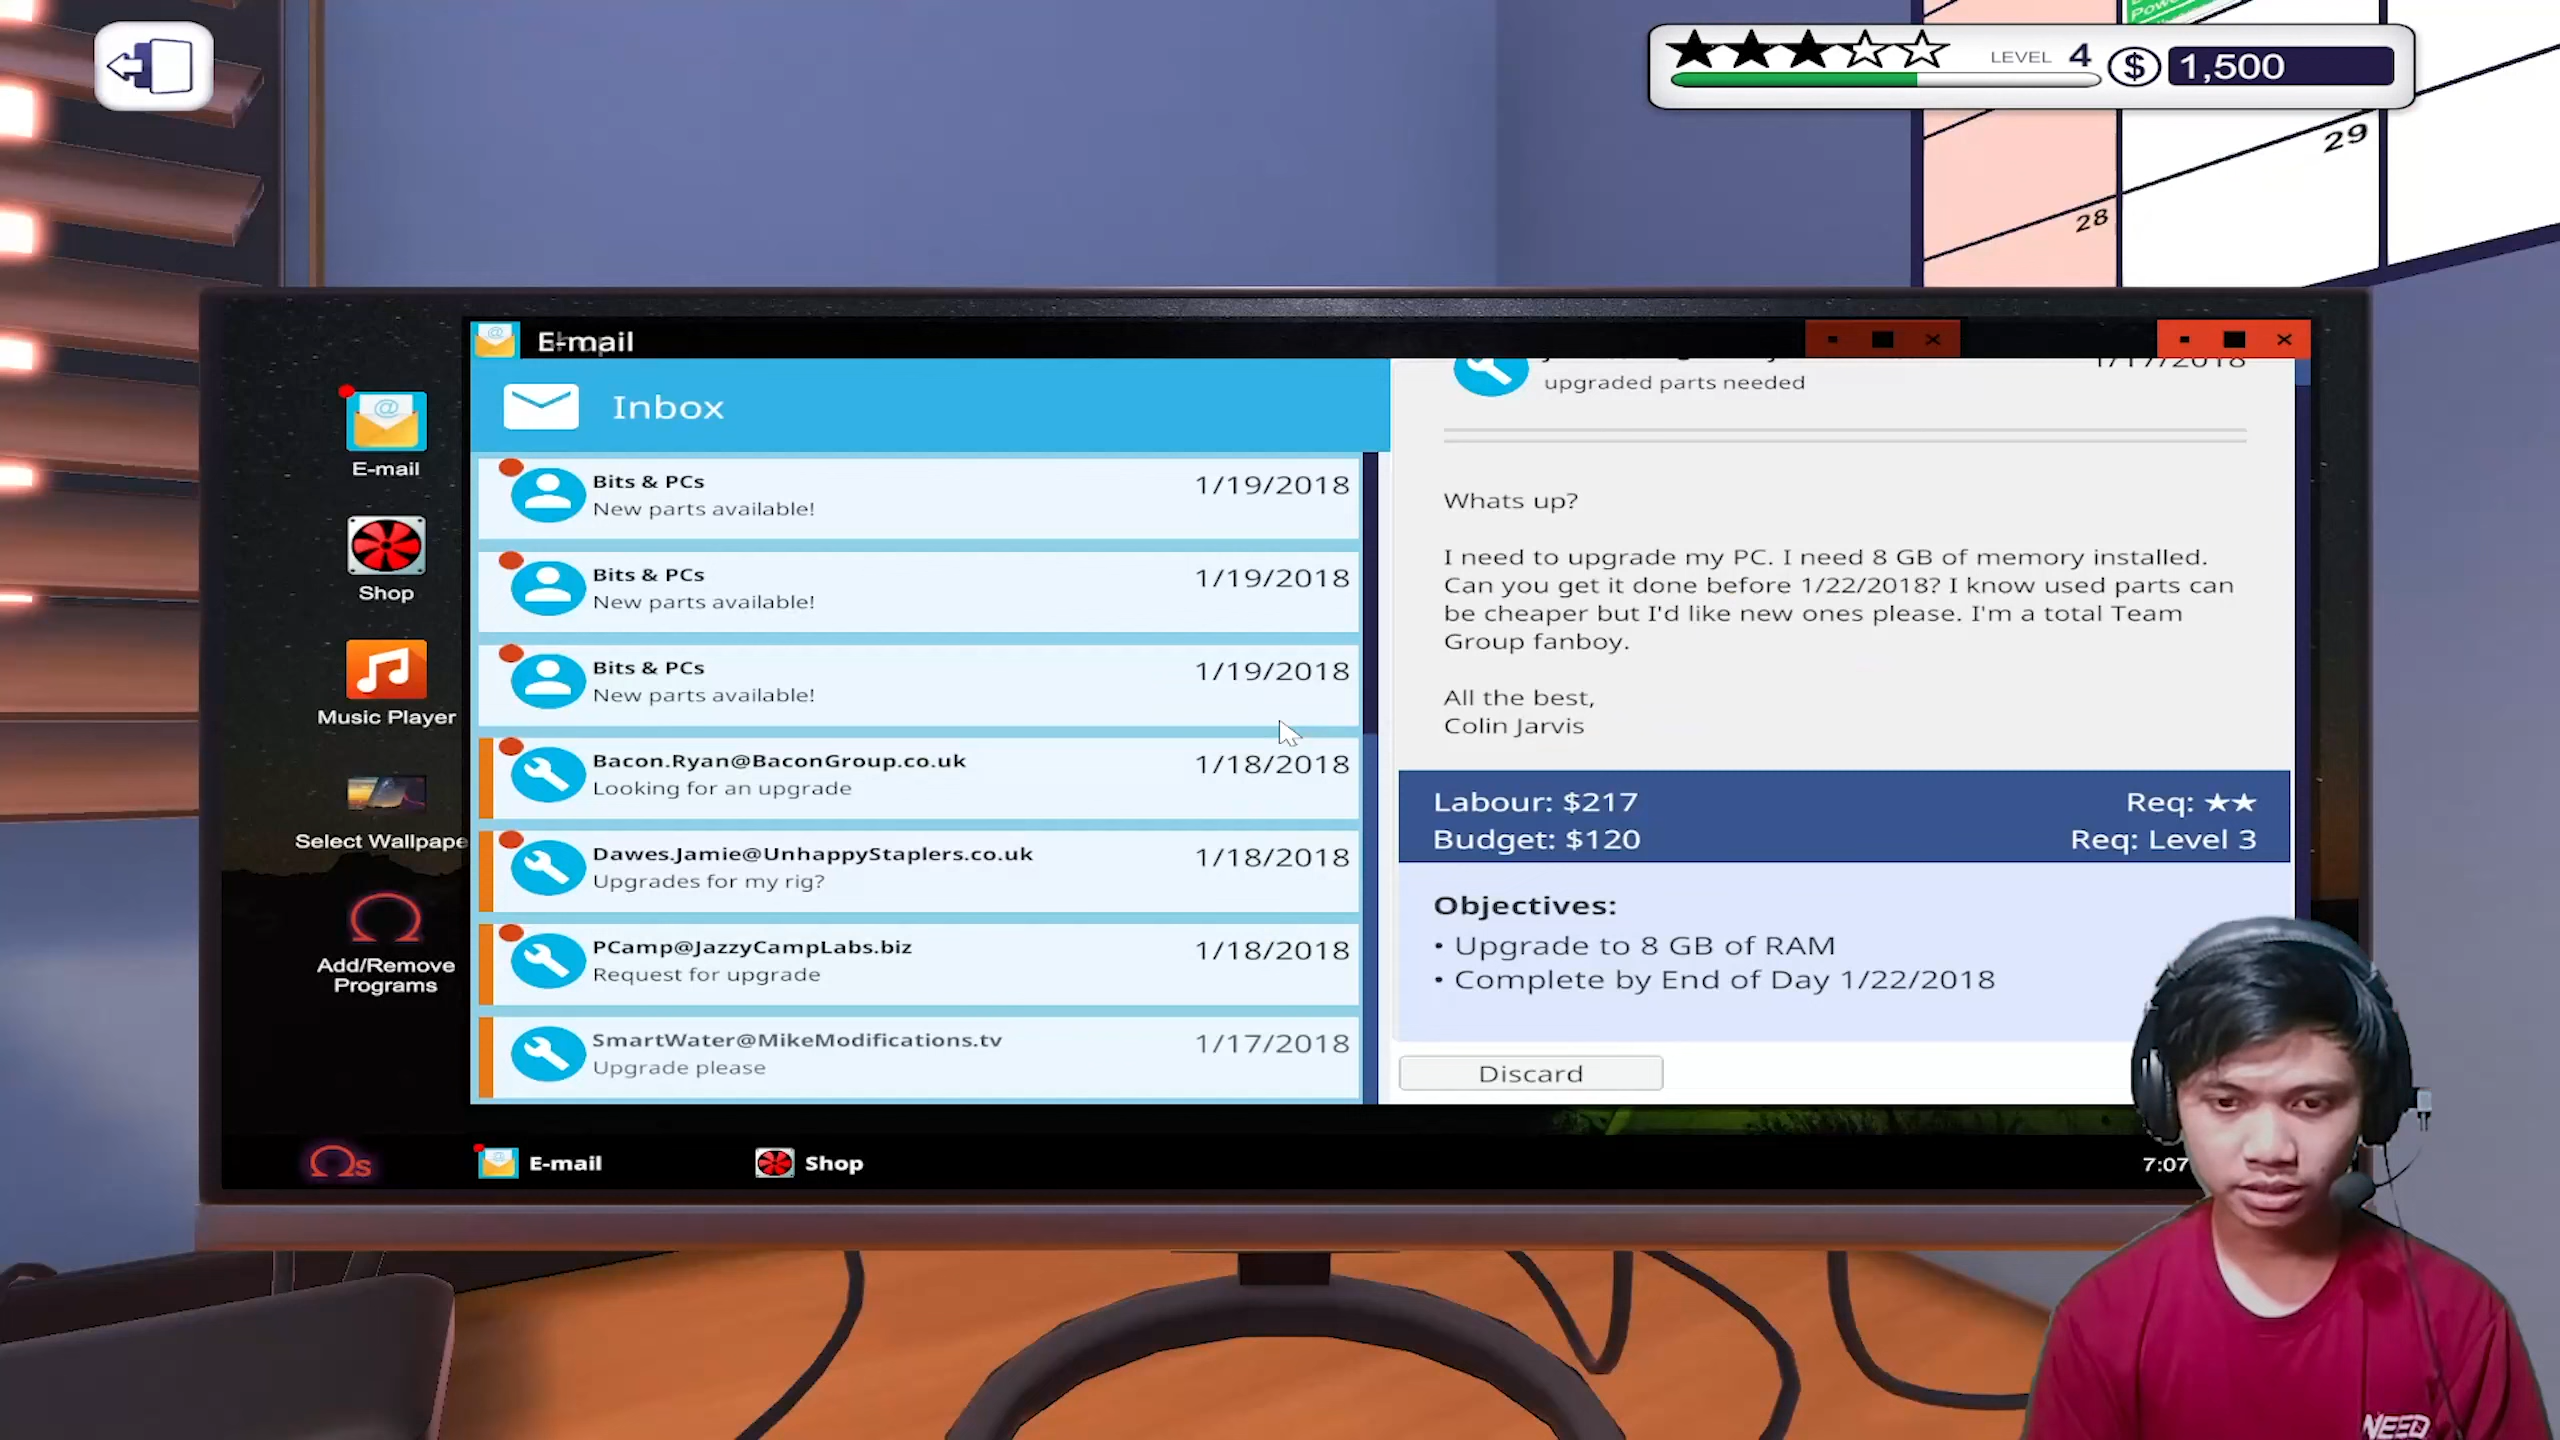 LEVEL 4
1,500
29
28
E-mail
Inbox
Bits & PCs
New parts available!
1/19/2018
Bits & PCs
New parts available!
1/19/2018
Bits & PCs
New parts available!
1/19/2018
Bacon.Ryan@BaconGroup.co.uk
Looking for an upgrade
1/18/2018
Dawes.Jamie@UnhappyStaplers.co.uk
Upgrades for my rig?
1/18/2018
PCamp@JazzyCampLabs.biz
Request for upgrade
1/18/2018
SmartWater@MikeModifications.tv
Upgrade please
1/17/2018
E-mail
Shop
Music Player
Select Wallpape
Add/Remove
Programs
1/17/2018
upgraded parts needed
Whats up?
I need to upgrade my PC. I need 8 GB of memory installed.
Can you get it done before 1/22/2018? I know used parts can
be cheaper but I'd like new ones please. I'm a total Team
Group fanboy.
All the best,
Colin Jarvis
Labour: $217
Req: ★★
Budget: $120
Req: Level 3
Objectives:
• Upgrade to 8 GB of RAM
• Complete by End of Day 1/22/2018
Discard
Ωs
E-mail
Shop
7:07
NEED